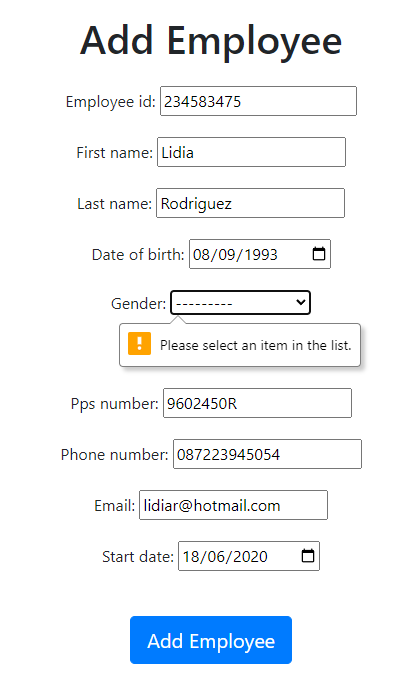 Add Employee
Employee id: 234583475
First name: Lidia
Last name: Rodriguez
Date of birth: 08/09/1993
Gender: ---------
Please select an item in the list.
Pps number: 9602450R
Phone number: 087223945054
Email: lidiar@hotmail.com
Start date: 18/06/2020
Add Employee